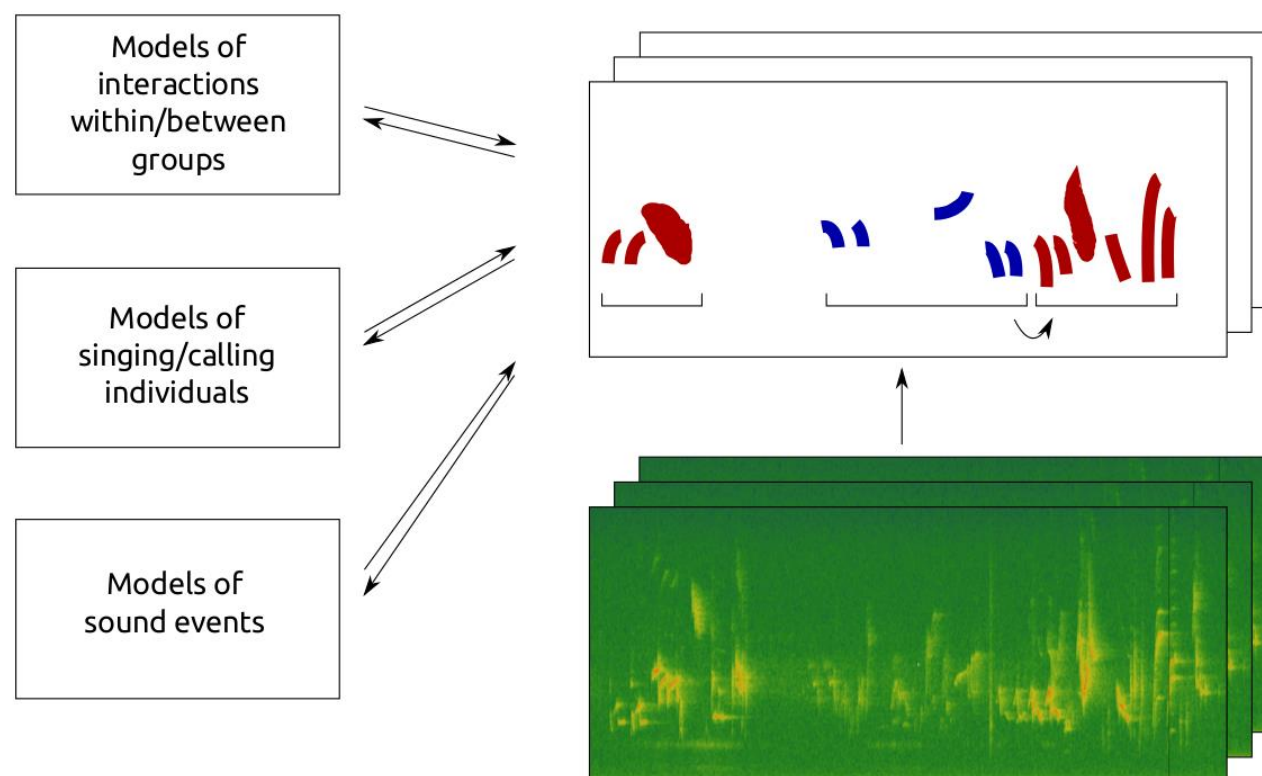 Models of
interactions
within/between
groups
Models of
singing/calling
individuals
Models of
sound events